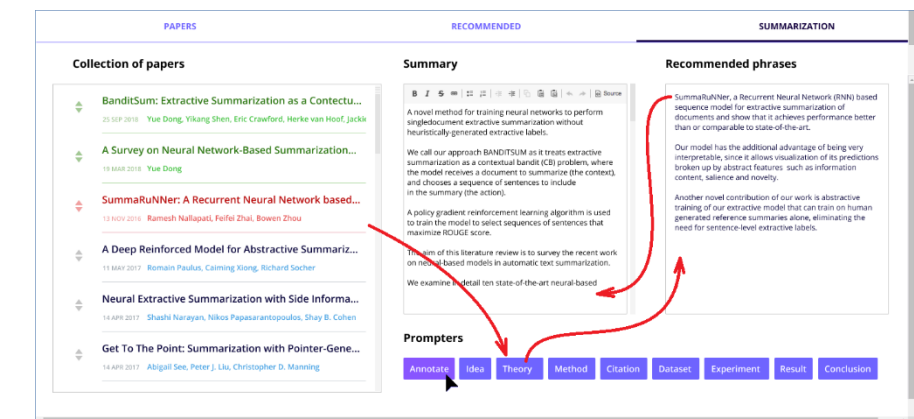 PAPERS
RECOMMENDED
SUMMARIZATION
Collection of papers
BanditSum: Extractive Summarization as a Contectu...
25 SEP 2018 Yue Dong, Yikang Shen, Eric Crawford, Herke van Hoof, Jackie
A Survey on Neural Network-Based Summarization...
19 MAR 2018 Yue Dong
SummaRuNNer: A Recurrent Neural Network based...
13 NOV 2016 Ramesh Nallapati, Feifei Zhai, Bowen Zhou
A Deep Reinforced Model for Abstractive Summariz...
11 MAY 2017 Romain Paulus, Caiming Xiong, Richard Socher
Neural Extractive Summarization with Side Informa...
14 APR 2017 Shashi Narayan, Nikos Papasarantopoulos, Shay B. Cohen
Get To The Point: Summarization with Pointer-Gene...
14 APR 2017 Abigail See, Peter J. Liu, Christopher D. Manning
Summary
B I S Source
A novel method for training neural networks to perform
singledocument extractive summarization without
heuristically-generated extractive labels.
We call our approach BANDITSUM as it treats extractive
summarization as a contextual bandit (CB) problem, where
the model receives a document to summarize (the context),
and chooses a sequence of sentences to include
in the summary (the action).
A policy gradient reinforcement learning algorithm is used
to train the model to select sequences of sentences that
maximize ROUGE score.
The aim of this literature review is to survey the recent work
on neural-based models in automatic text summarization.
We examine in detail ten state-of-the-art neural-based
Recommended phrases
SummaRuNNer, a Recurrent Neural Network (RNN) based
sequence model for extractive summarization of
documents and show that it achieves performance better
than or comparable to state-of-the-art.
Our model has the additional advantage of being very
interpretable, since it allows visualization of its predictions
broken up by abstract features such as information
content, salience and novelty.
Another novel contribution of our work is abstractive
training of our extractive model that can train on human
generated reference summaries alone, eliminating the
need for sentence-level extractive labels.
Prompters
Annotate Idea Theory Method Citation Dataset Experiment Result Conclusion